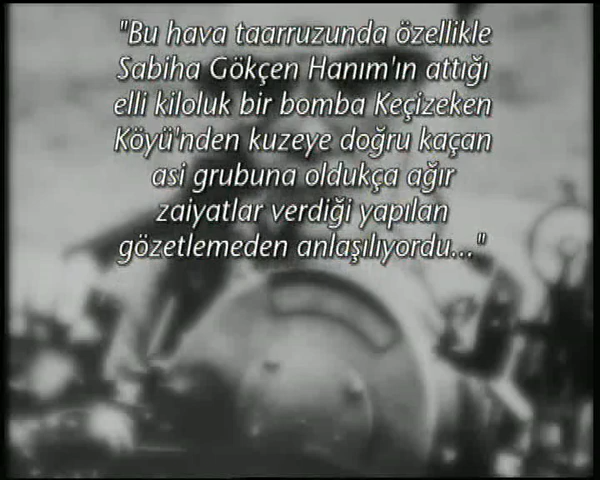 "Bu hava taarruzunda özellikle
Sabiha Gökçen Hanım'ın attığı
elli kiloluk bir bomba Keçizeken
Köyü'nden kuzeye doğru kaçan
asi grubuna oldukça ağır
zaiyatlar verdiği yapılan
gözetlemeden anlaşılıyordu..."